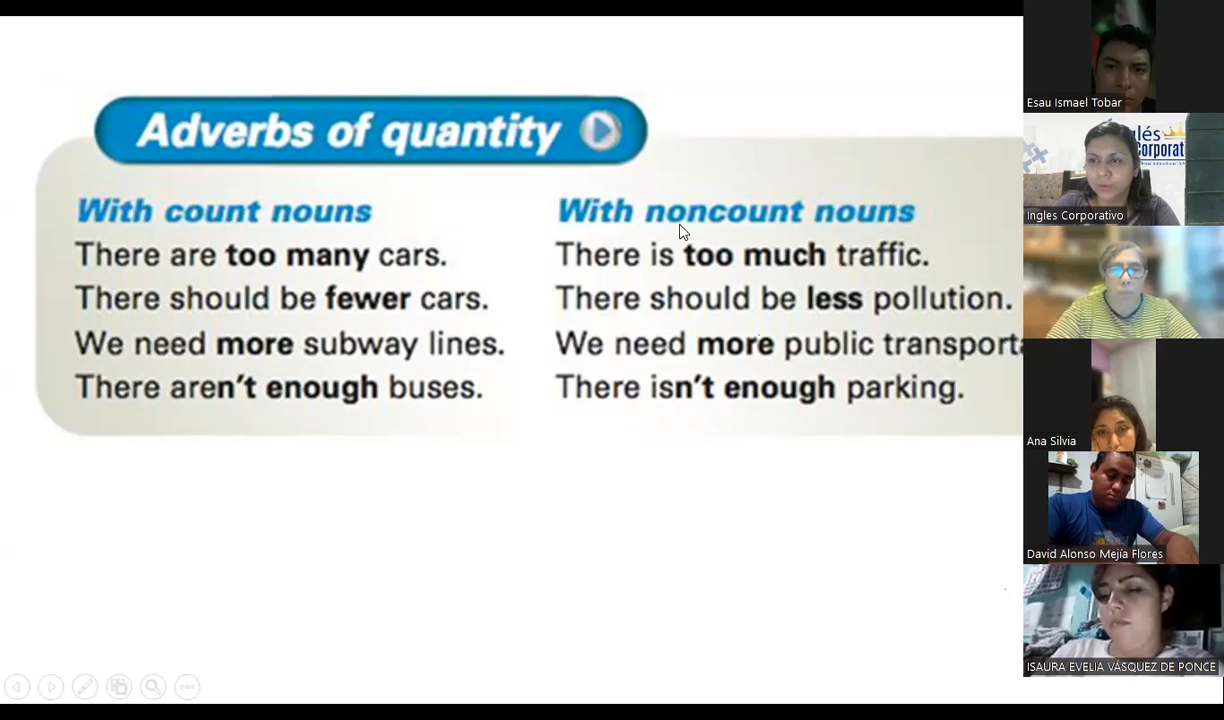 Adverbs of quantity
With count nouns
There are too many cars.
There should be fewer cars.
We need more subway lines.
There aren't enough buses.
With noncount nouns
There is too much traffic.
There should be less pollution.
We need more public transporta
There isn't enough parking.
Esau Ismael Tobar
lés
Corporat
Ingles Corporativo
Ana Silvia
David Alonso Mejía Flores
ISAURA EVELIA VÁSQUEZ DE PONCE